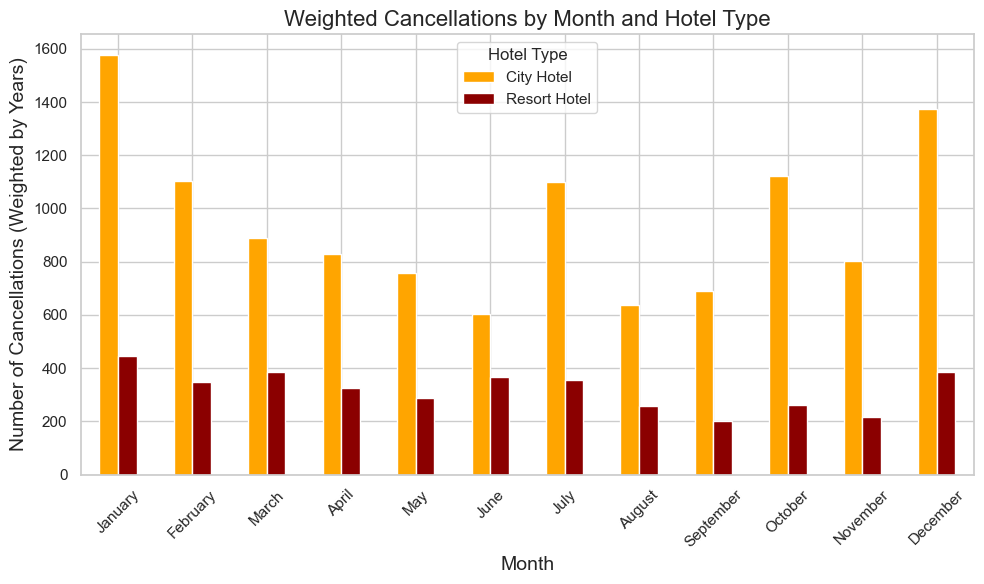 Weighted Cancellations by Month and Hotel Type
Number of Cancellations (Weighted by Years)
1600
1400
1200
1000
800
600
400
200
0
Hotel Type
City Hotel
Resort Hotel
January
February
March
April
May
June
July
August
September
October
November
December
Month